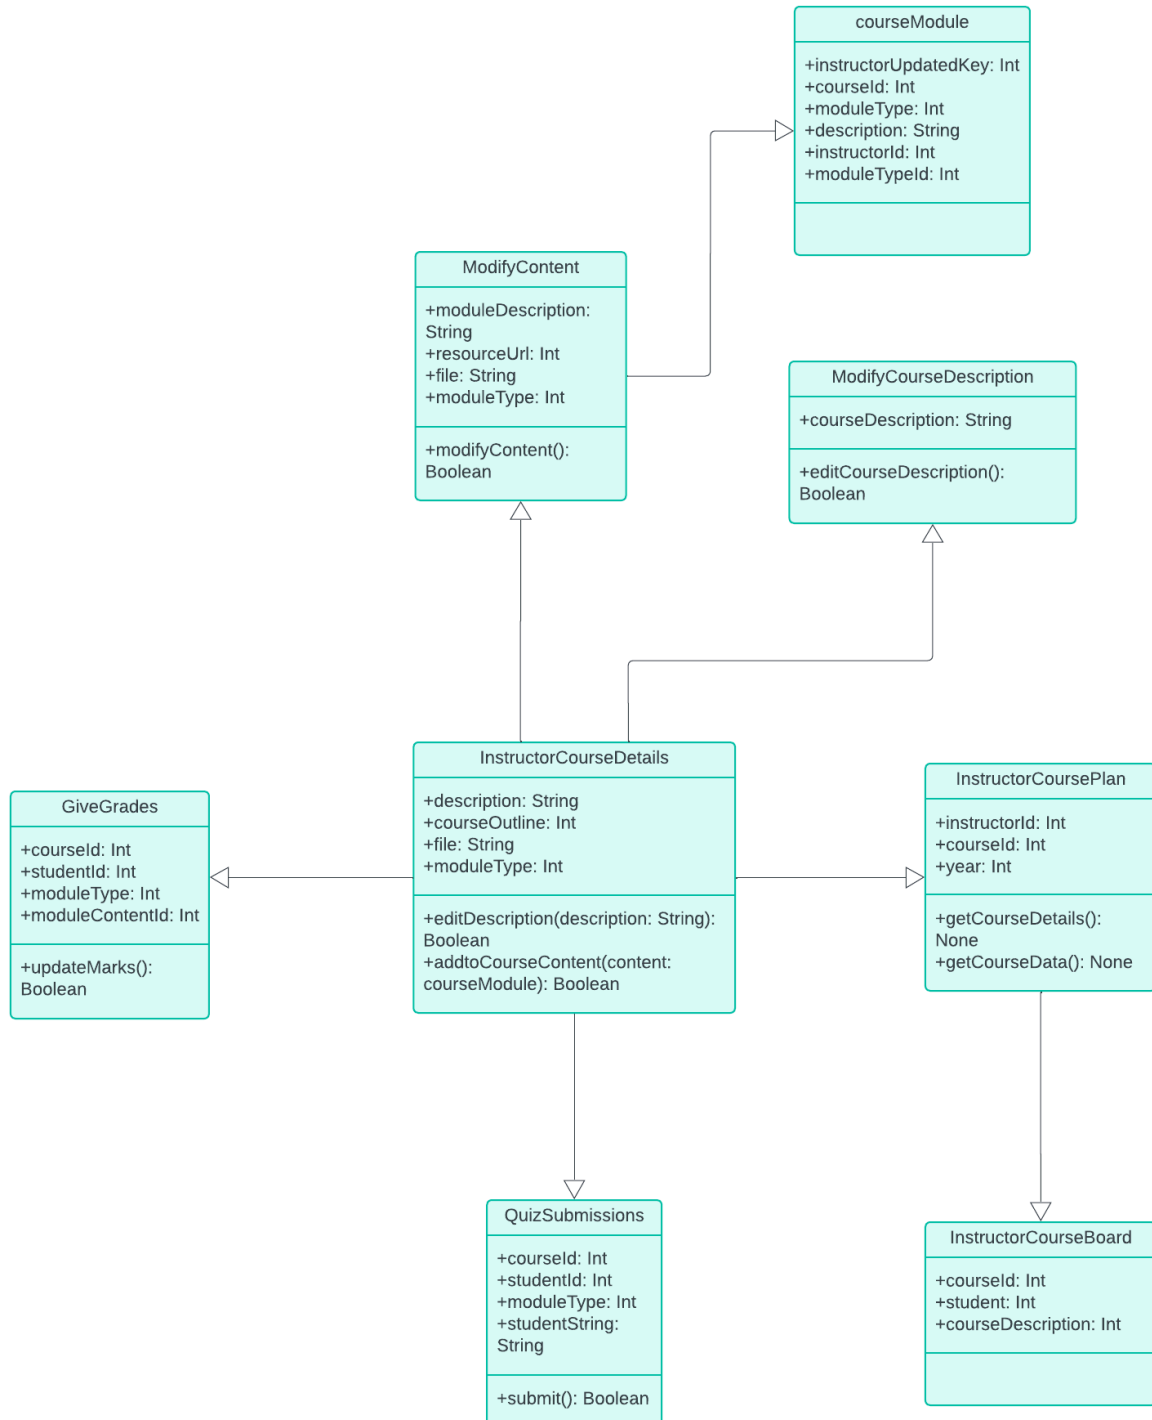 courseModule
+instructorUpdatedKey: Int
+courseId: Int
+moduleType: Int
+description: String
+instructorId: Int
+moduleTypeId: Int
ModifyContent
+moduleDescription:
String
+resourceUrl: Int
+file: String
+moduleType: Int
+modifyContent():
Boolean
ModifyCourseDescription
+courseDescription: String
+editCourseDescription():
Boolean
InstructorCourseDetails
+description: String
+courseOutline: Int
+file: String
+moduleType: Int
+editDescription(description: String):
Boolean
+addtoCourseContent(content:
courseModule): Boolean
GiveGrades
+courseId: Int
+studentId: Int
+moduleType: Int
+moduleContentId: Int
+updateMarks():
Boolean
InstructorCoursePlan
+instructorId: Int
+courseId: Int
+year: Int
+getCourseDetails():
None
+getCourseData(): None
QuizSubmissions
+courseId: Int
+studentId: Int
+moduleType: Int
+studentString:
String
+submit(): Boolean
InstructorCourseBoard
+courseId: Int
+student: Int
+courseDescription: Int